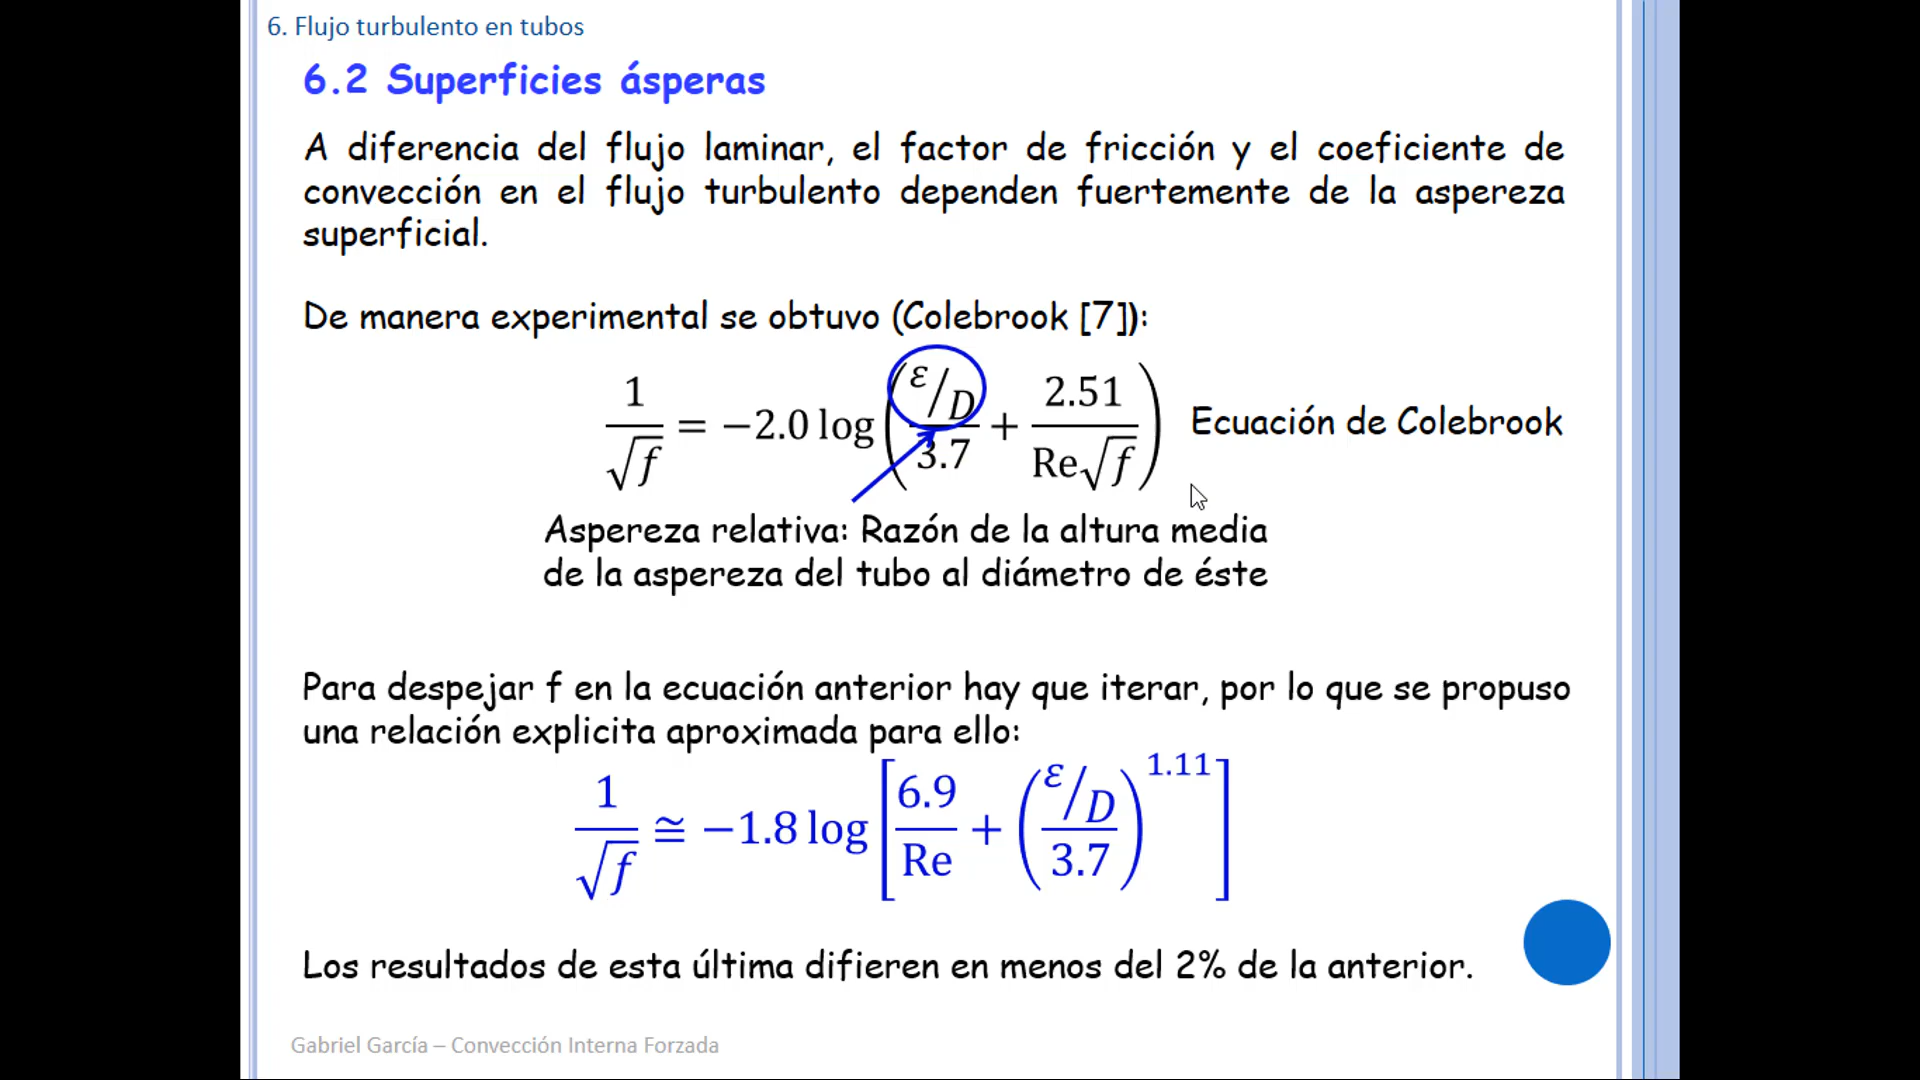 6. Flujo turbulento en tubos
6.2 Superficies ásperas
A diferencia del flujo laminar, el factor de fricción y el coeficiente de
convección en el flujo turbulento dependen fuertemente de la aspereza
superficial.
De manera experimental se obtuvo (Colebrook [7]):
1/√f = −2.0 log((ε/D)/3.7 + 2.51/(Re√f)) Ecuación de Colebrook
Aspereza relativa: Razón de la altura media
de la aspereza del tubo al diámetro de éste
Para despejar f en la ecuación anterior hay que iterar, por lo que se propuso
una relación explicita aproximada para ello:
1/√f ≅ −1.8 log[6.9/Re + ((ε/D)/3.7)^1.11]
Los resultados de esta última difieren en menos del 2% de la anterior.
Gabriel García – Convección Interna Forzada